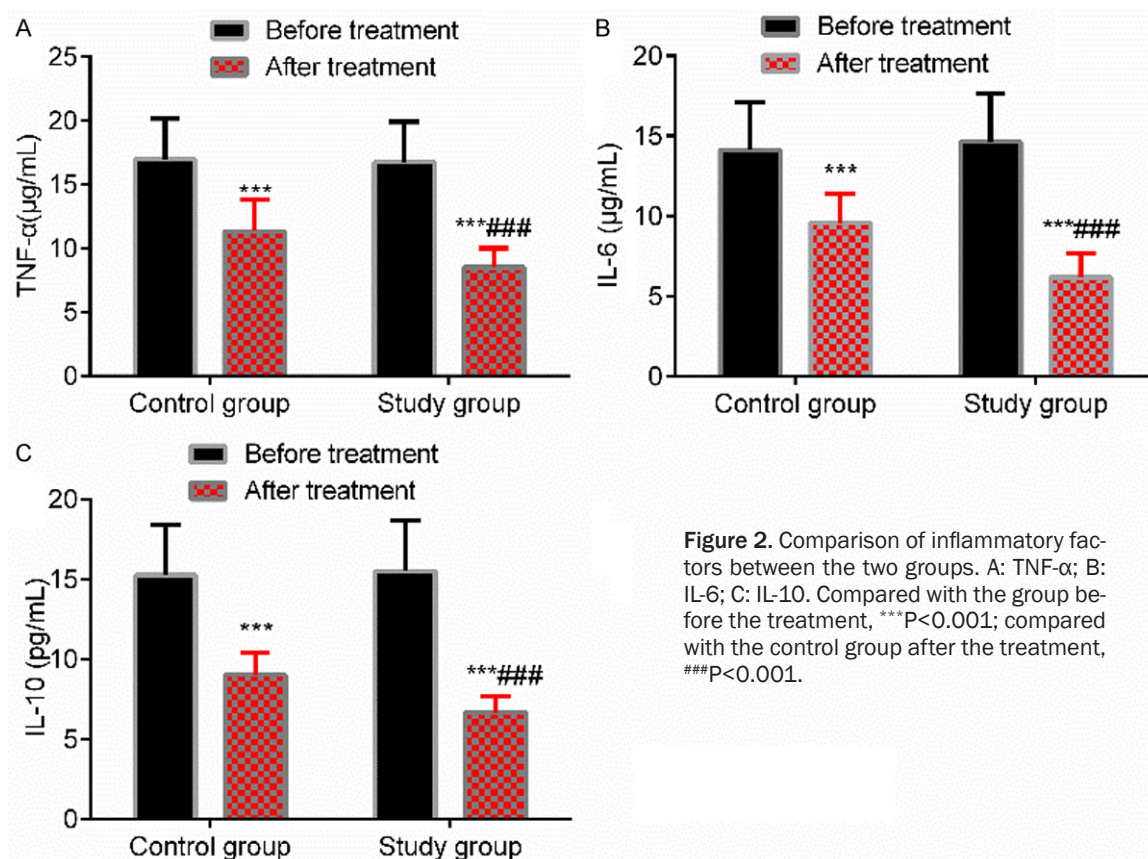 A
Before treatment
After treatment
25
20
15
10
5
0
TNF-α(μg/mL)
***
***###
Control group
Study group
B
Before treatment
After treatment
20
15
10
5
0
IL-6 (μg/mL)
***
***###
Control group
Study group
C
Before treatment
After treatment
20
15
10
5
0
IL-10 (pg/mL)
***
***###
Control group
Study group
Figure 2. Comparison of inflammatory fac-
tors between the two groups. A: TNF-α; B:
IL-6; C: IL-10. Compared with the group be-
fore the treatment, ***P<0.001; compared
with the control group after the treatment,
###P<0.001.